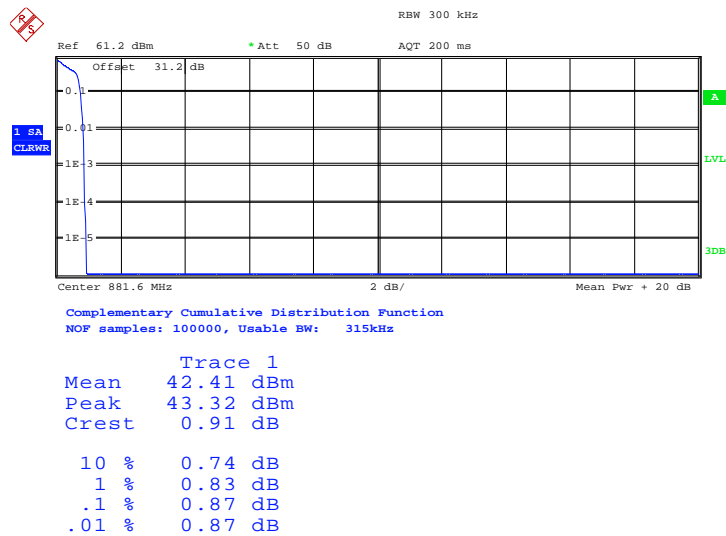 RBW 300 kHz
R S
Ref 61.2 dBm * Att 50 dB AQT 200 ms
Offset 31.2 dB
0.1
A
1 SA
CLRWR
0.01
1E-3
LVL
1E-4
1E-5
3DB
Center 881.6 MHz 2 dB/ Mean Pwr + 20 dB
Complementary Cumulative Distribution Function
NOF samples: 100000, Usable BW: 315kHz
Trace 1
Mean 42.41 dBm
Peak 43.32 dBm
Crest 0.91 dB
10 % 0.74 dB
1 % 0.83 dB
.1 % 0.87 dB
.01 % 0.87 dB